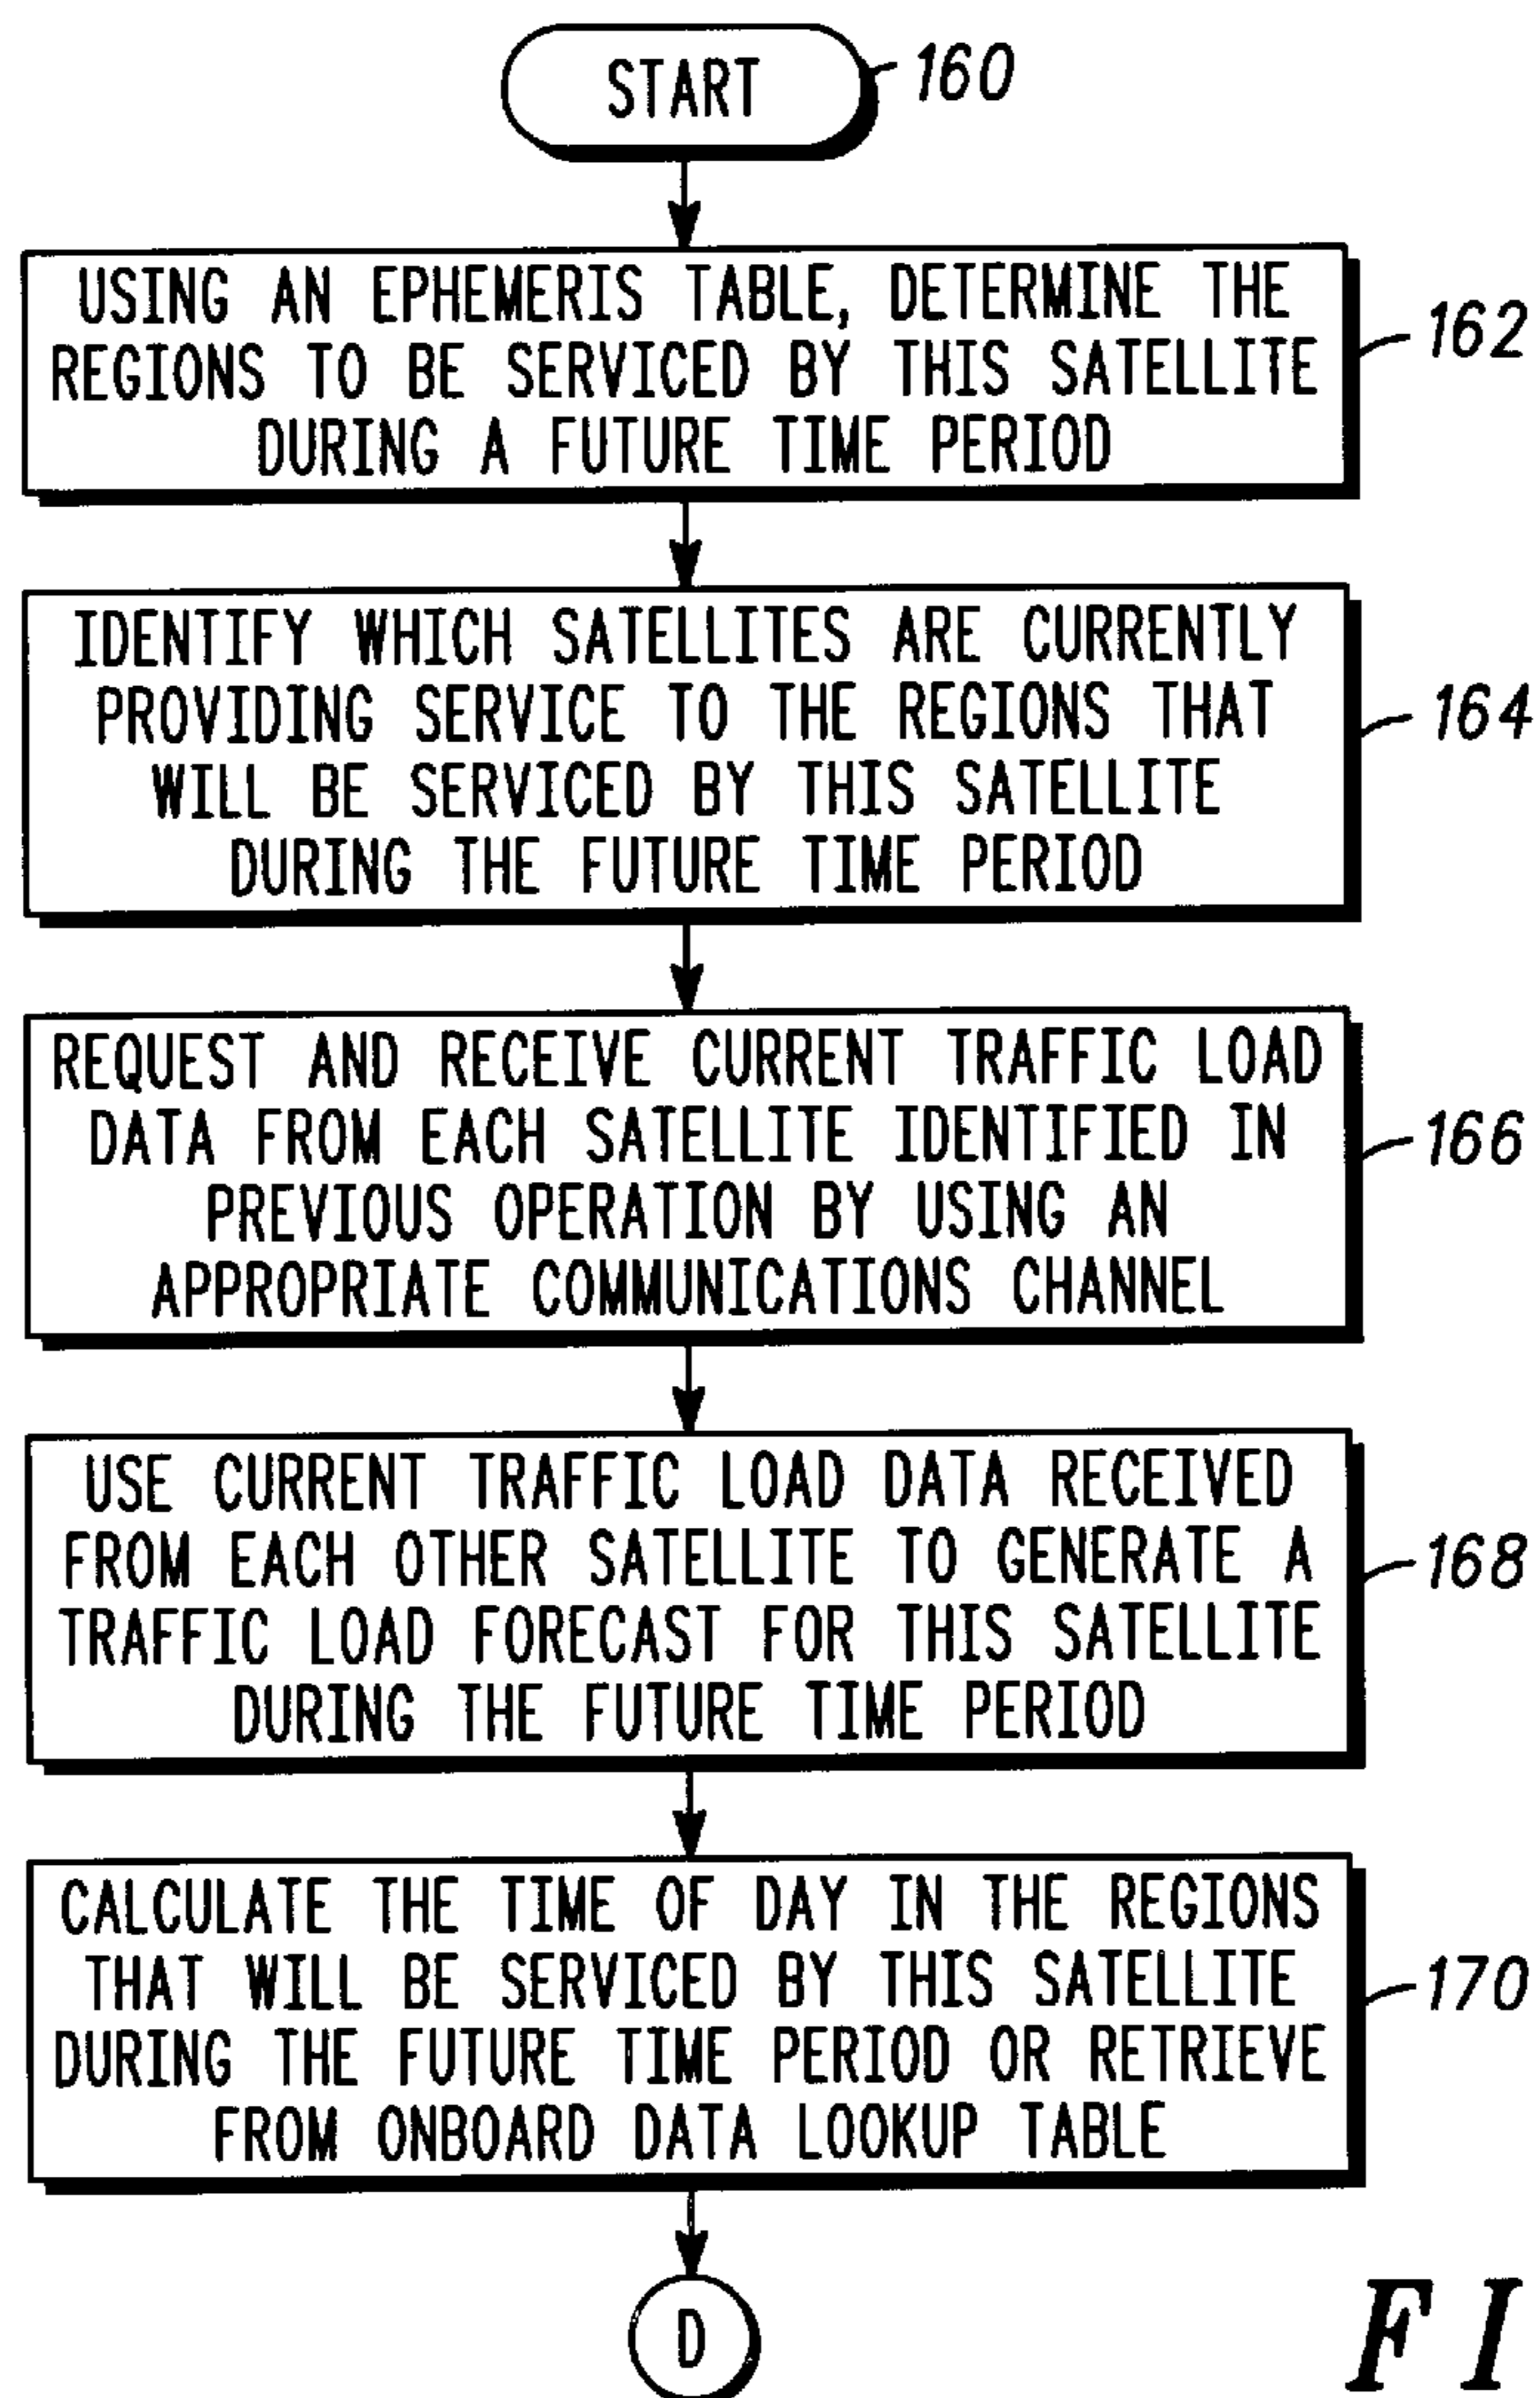 START
160
USING AN EPHEMERIS TABLE, DETERMINE THE
REGIONS TO BE SERVICED BY THIS SATELLITE
DURING A FUTURE TIME PERIOD
162
IDENTIFY WHICH SATELLITES ARE CURRENTLY
PROVIDING SERVICE TO THE REGIONS THAT
WILL BE SERVICED BY THIS SATELLITE
DURING THE FUTURE TIME PERIOD
164
REQUEST AND RECEIVE CURRENT TRAFFIC LOAD
DATA FROM EACH SATELLITE IDENTIFIED IN
PREVIOUS OPERATION BY USING AN
APPROPRIATE COMMUNICATIONS CHANNEL
166
USE CURRENT TRAFFIC LOAD DATA RECEIVED
FROM EACH OTHER SATELLITE TO GENERATE A
TRAFFIC LOAD FORECAST FOR THIS SATELLITE
DURING THE FUTURE TIME PERIOD
168
CALCULATE THE TIME OF DAY IN THE REGIONS
THAT WILL BE SERVICED BY THIS SATELLITE
DURING THE FUTURE TIME PERIOD OR RETRIEVE
FROM ONBOARD DATA LOOKUP TABLE
170
D
FI